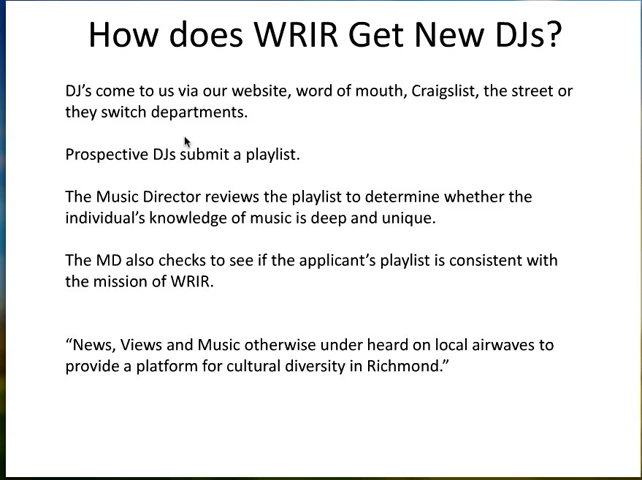 How does WRIR Get New DJs?
DJ's come to us via our website, word of mouth, Craigslist, the street or
they switch departments.
Prospective DJs submit a playlist.
The Music Director reviews the playlist to determine whether the
individual's knowledge of music is deep and unique.
The MD also checks to see if the applicant's playlist is consistent with
the mission of WRIR.
“News, Views and Music otherwise under heard on local airwaves to
provide a platform for cultural diversity in Richmond.”